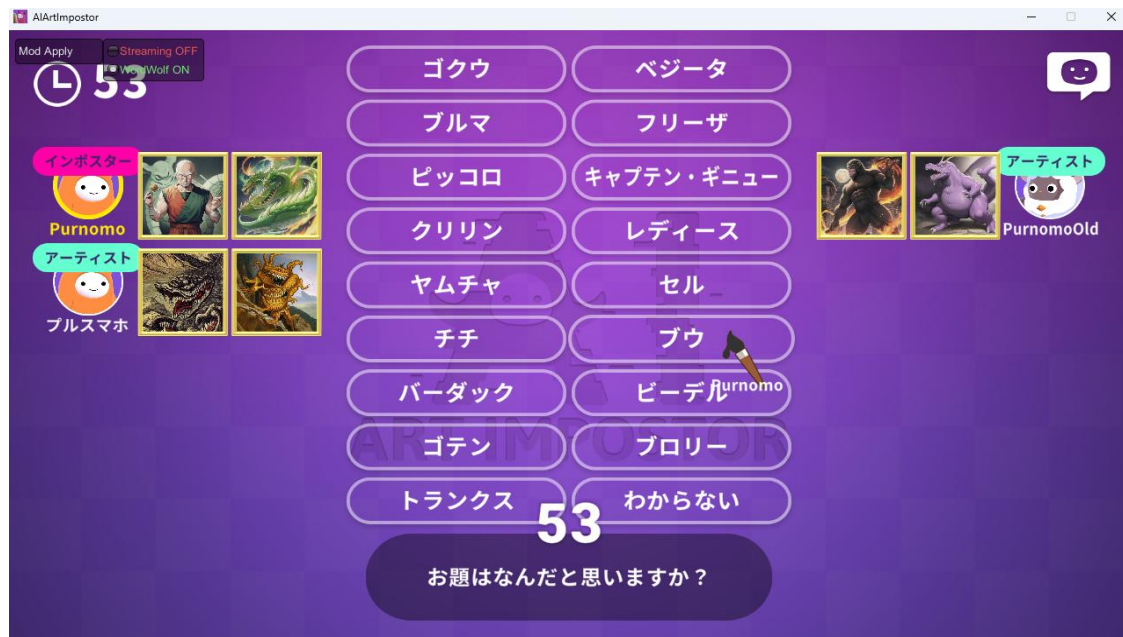 AIArtImpostor
Mod Apply
Streaming OFF
WordWolf ON
53
インポスター
Purnomo
アーティスト
プルスマホ
アーティスト
PurnomoOld
ゴクウ
ベジータ
ブルマ
フリーザ
ピッコロ
キャプテン・ギニュー
クリリン
レディース
ヤムチャ
セル
チチ
ブウ
バーダック
ビーデル
Purnomo
ゴテン
ブロリー
トランクス
わからない
ART IMPOSTOR
53
お題はなんだと思いますか?